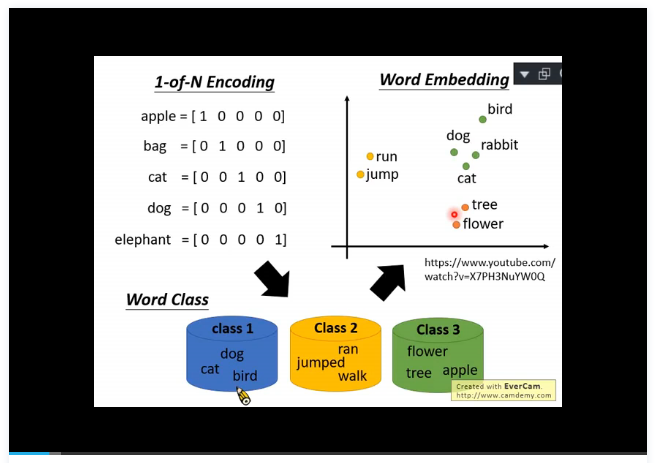 1-of-N Encoding
apple = [ 1 0 0 0 0]
bag = [ 0 1 0 0 0]
cat = [ 0 0 1 0 0]
dog = [ 0 0 0 1 0]
elephant = [ 0 0 0 0 1]
Word Embedding
bird
dog
rabbit
run
jump
cat
tree
flower
https://www.youtube.com/
watch?v=X7PH3NuYW0Q
Word Class
class 1
dog
cat
bird
Class 2
ran
jumped
walk
Class 3
flower
tree apple
Created with EverCam.
http://www.camdemy.com